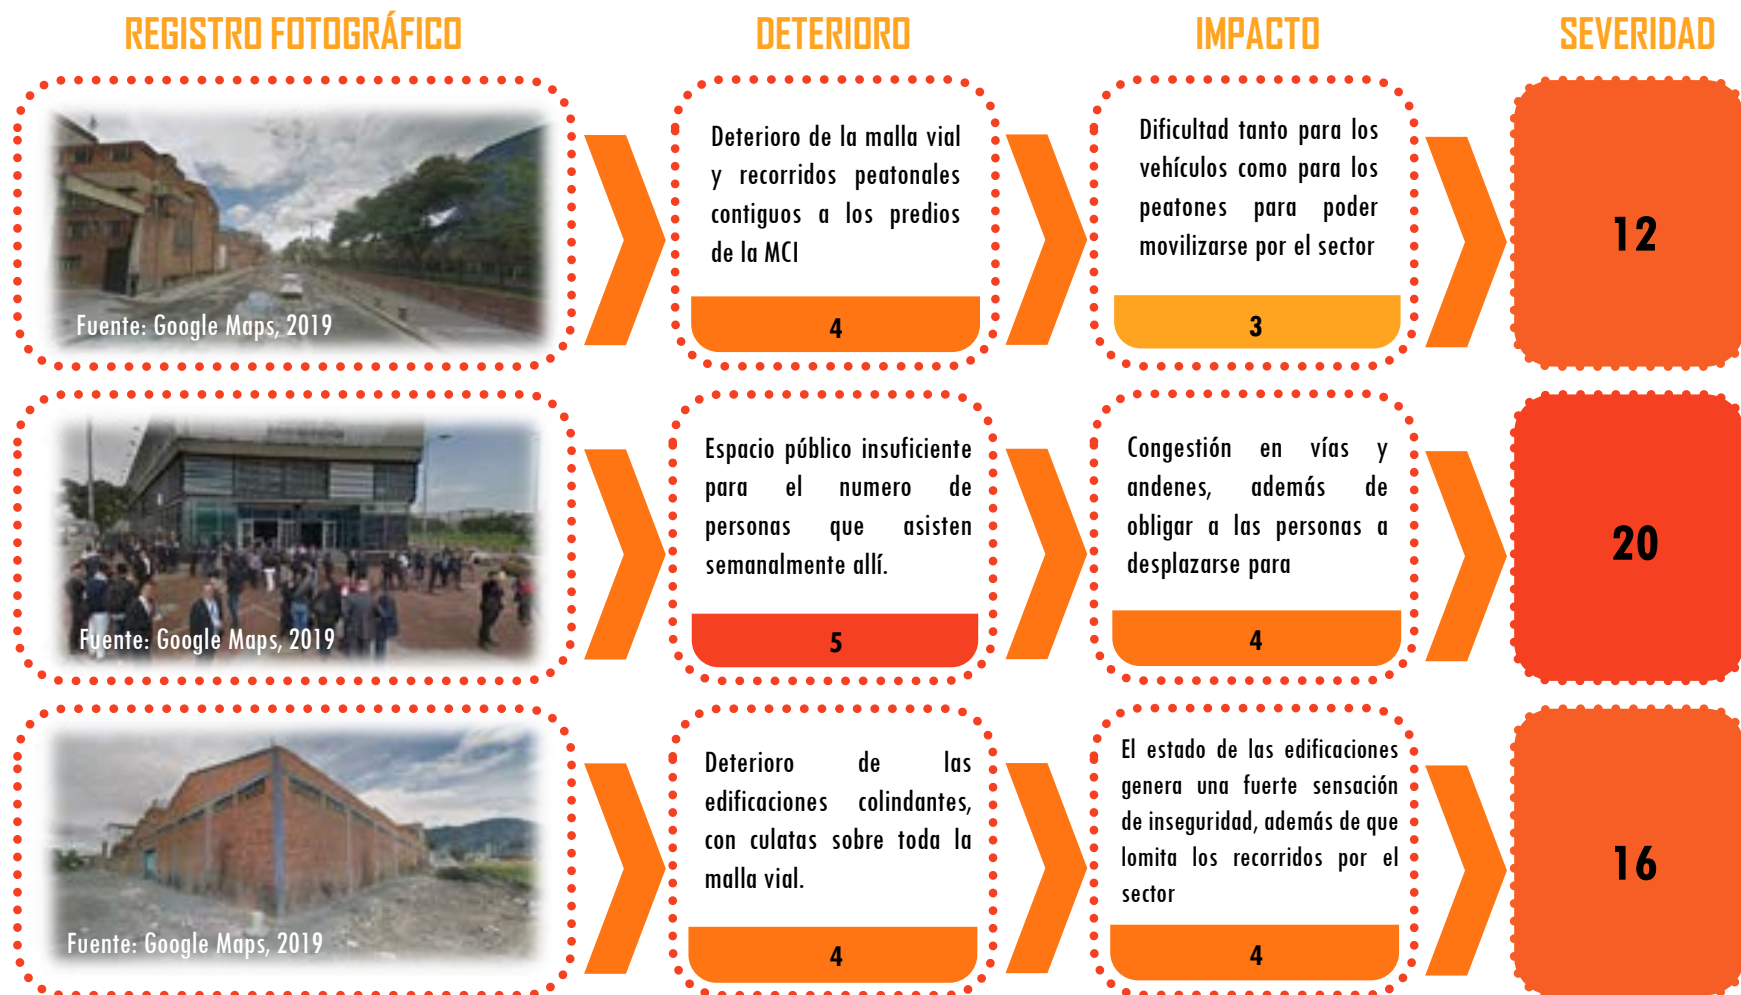 REGISTRO FOTOGRÁFICO
DETERIORO
IMPACTO
SEVERIDAD
Fuente: Google Maps, 2019
Deterioro de la malla vial
y recorridos peatonales
contiguos a los predios
de la MCI
4
Dificultad tanto para los
vehículos como para los
peatones para poder
movilizarse por el sector
3
12
Fuente: Google Maps, 2019
Espacio público insuficiente
para el numero de
personas que asisten
semanalmente allí.
5
Congestión en vías y
andenes, además de
obligar a las personas a
desplazarse para
4
20
Fuente: Google Maps, 2019
Deterioro de las
edificaciones colindantes,
con culatas sobre toda la
malla vial.
4
El estado de las edificaciones
genera una fuerte sensación
de inseguridad, además de que
lomita los recorridos por el
sector
4
16